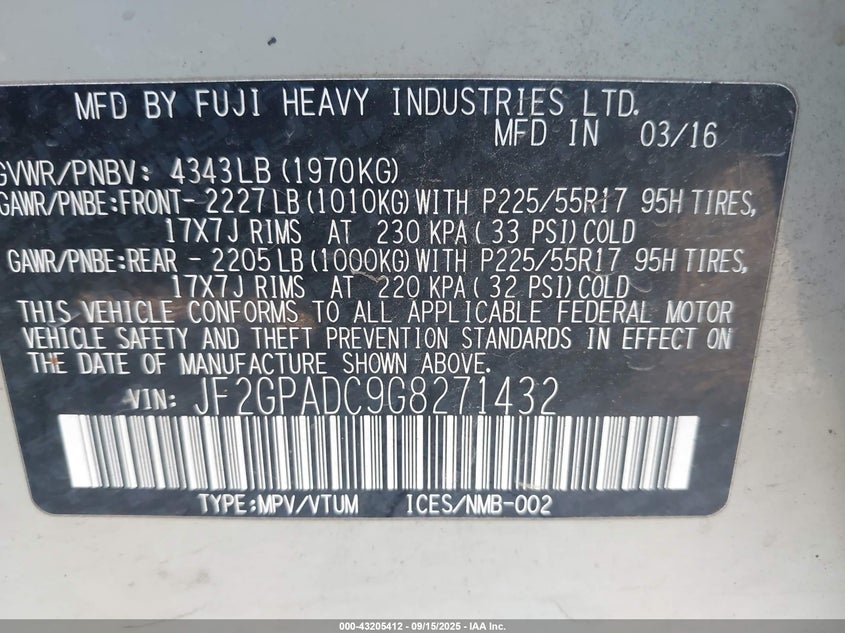 MFD BY FUJI HEAVY INDUSTRIES LTD.
MFD IN 03/16
GVWR/PNBV: 4343LB (1970KG)
GAWR/PNBE:FRONT- 2227LB (1010KG) WITH P225/55R17 95H TIRES,
17X7J RIMS AT 230 KPA ( 33 PSI) COLD
GAWR/PNBE:REAR - 2205LB (1000KG) WITH P225/55R17 95H TIRES,
17X7J RIMS AT 220 KPA ( 32 PSI) COLD
THIS VEHICLE CONFORMS TO ALL APPLICABLE FEDERAL MOTOR
VEHICLE SAFETY AND THEFT PREVENTION STANDARDS IN EFFECT ON
THE DATE OF MANUFACTURE SHOWN ABOVE.
VIN: JF2GPADC9G8271432
TYPE:MPV/VTUM ICES/NMB-002
000-43205412 - 09/15/2025 - IAA Inc.